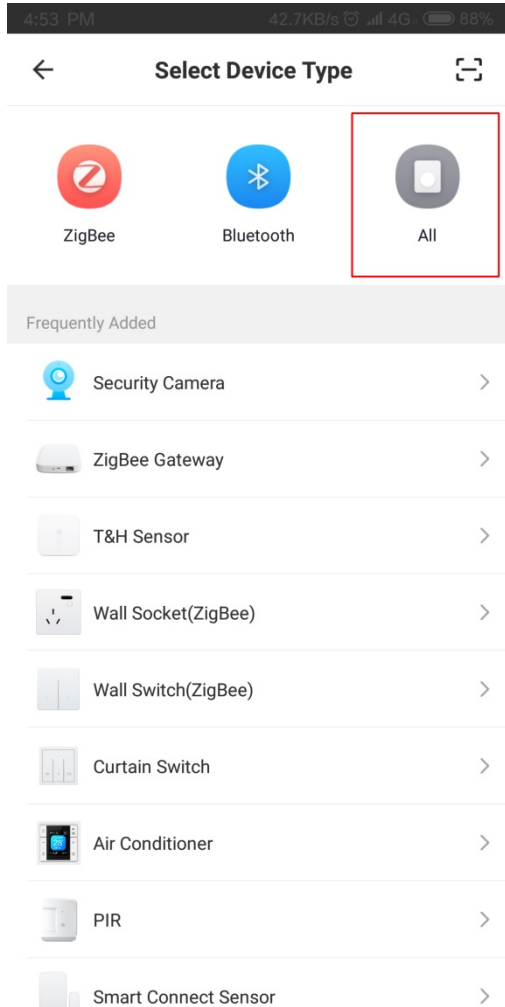 4:53 PM 42.7KB/s 4G 88%
Select Device Type
ZigBee Bluetooth All
Frequently Added
Security Camera
ZigBee Gateway
T&H Sensor
Wall Socket(ZigBee)
Wall Switch(ZigBee)
Curtain Switch
Air Conditioner
PIR
Smart Connect Sensor